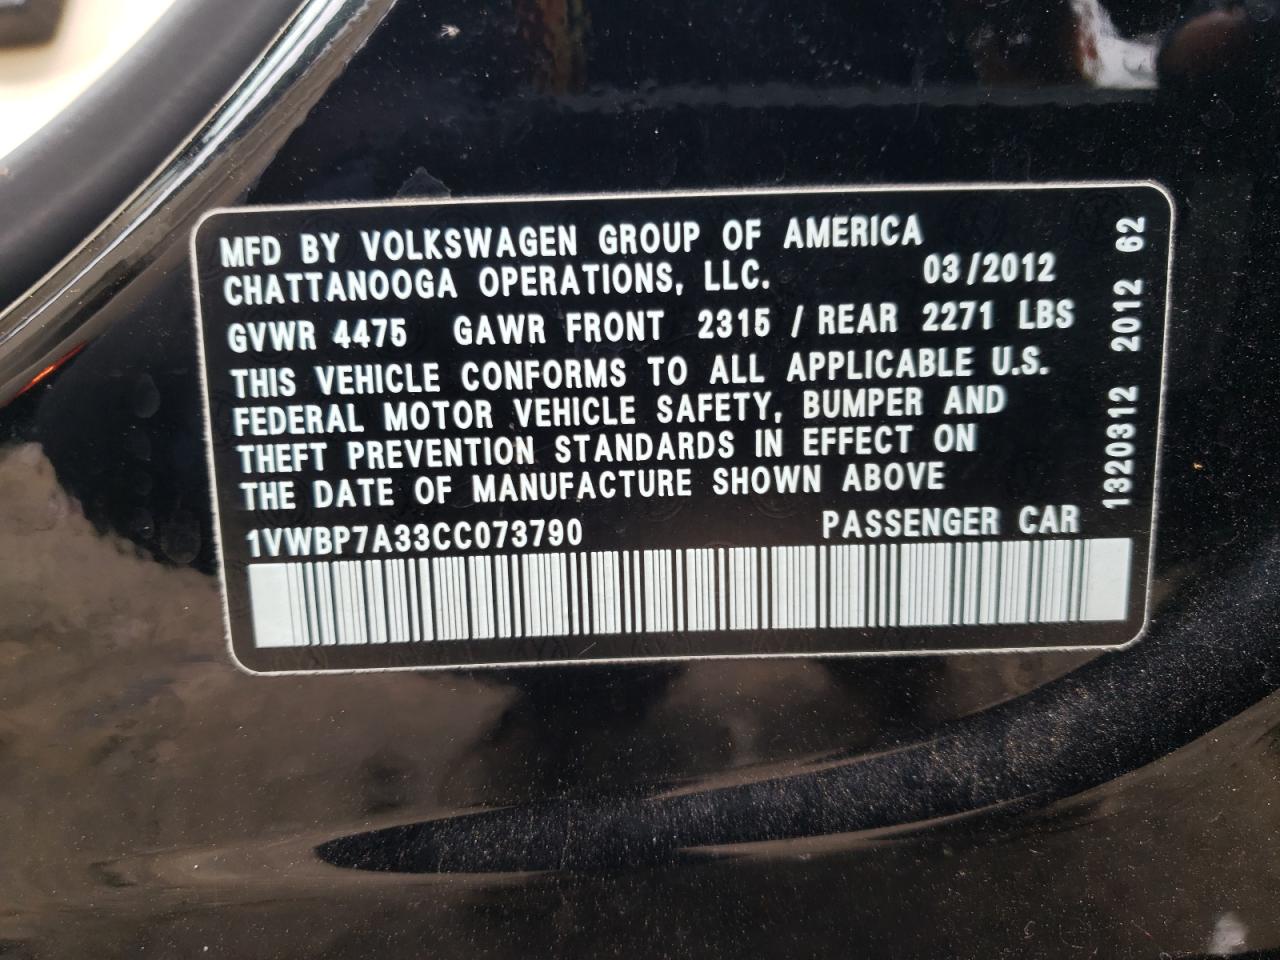 MFD BY VOLKSWAGEN GROUP OF AMERICA
CHATTANOOGA OPERATIONS, LLC. 03/2012
GVWR 4475 GAWR FRONT 2315 / REAR 2271 LBS
THIS VEHICLE CONFORMS TO ALL APPLICABLE U.S.
FEDERAL MOTOR VEHICLE SAFETY, BUMPER AND
THEFT PREVENTION STANDARDS IN EFFECT ON
THE DATE OF MANUFACTURE SHOWN ABOVE
1VWBP7A33CC073790 PASSENGER CAR
1320312 2012 62